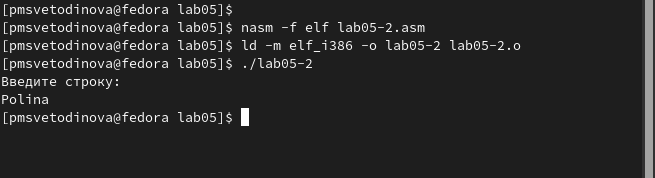 [pmsvetodinova@fedora lab05]$
[pmsvetodinova@fedora lab05]$ nasm -f elf lab05-2.asm
[pmsvetodinova@fedora lab05]$ ld -m elf_i386 -o lab05-2 lab05-2.o
[pmsvetodinova@fedora lab05]$ ./lab05-2
Введите строку:
Polina
[pmsvetodinova@fedora lab05]$